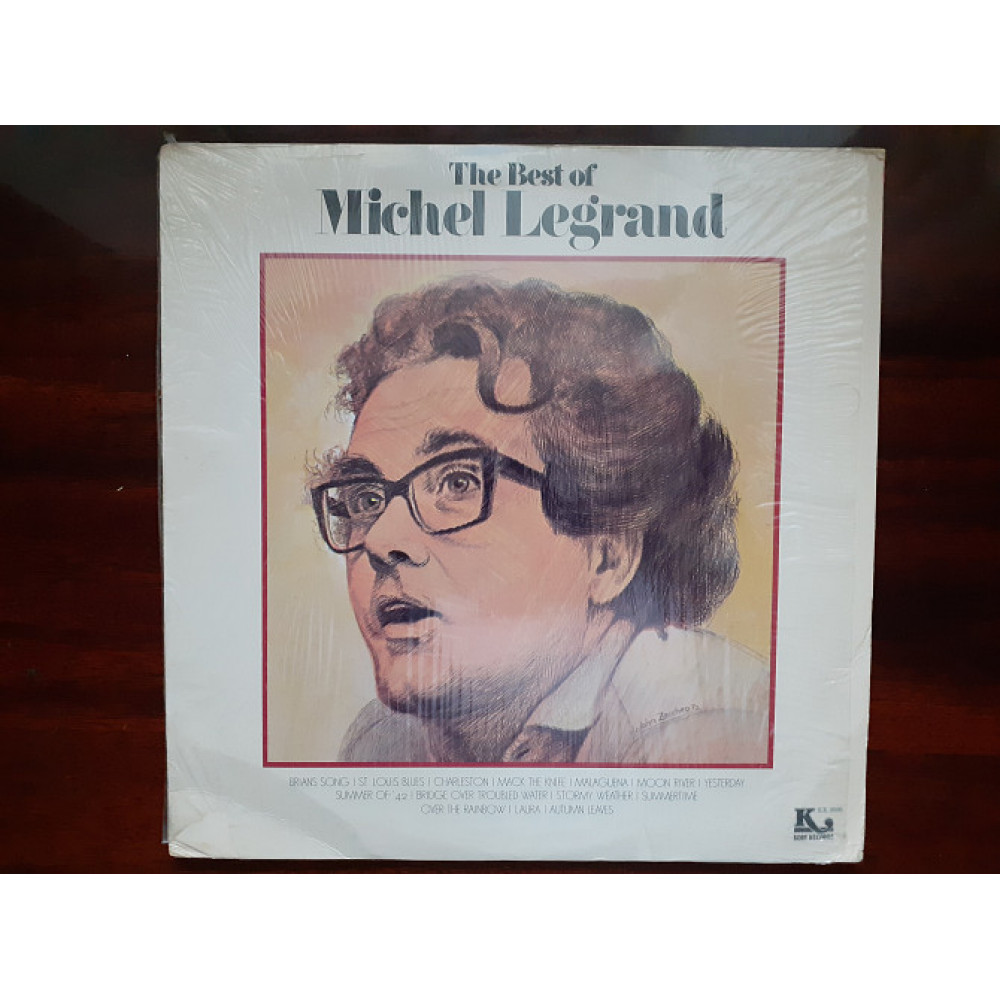 The Best of
Michel Legrand
BRIAN'S SONG | ST. LOUIS BLUES | CHARLESTON | MACK THE KNIFE | MALAGUENA | MOON RIVER | YESTERDAY
SUMMER OF '42 | BRIDGE OVER TROUBLED WATER | STORMY WEATHER | SUMMERTIME
OVER THE RAINBOW | LAURA | AUTUMN LEAVES
K